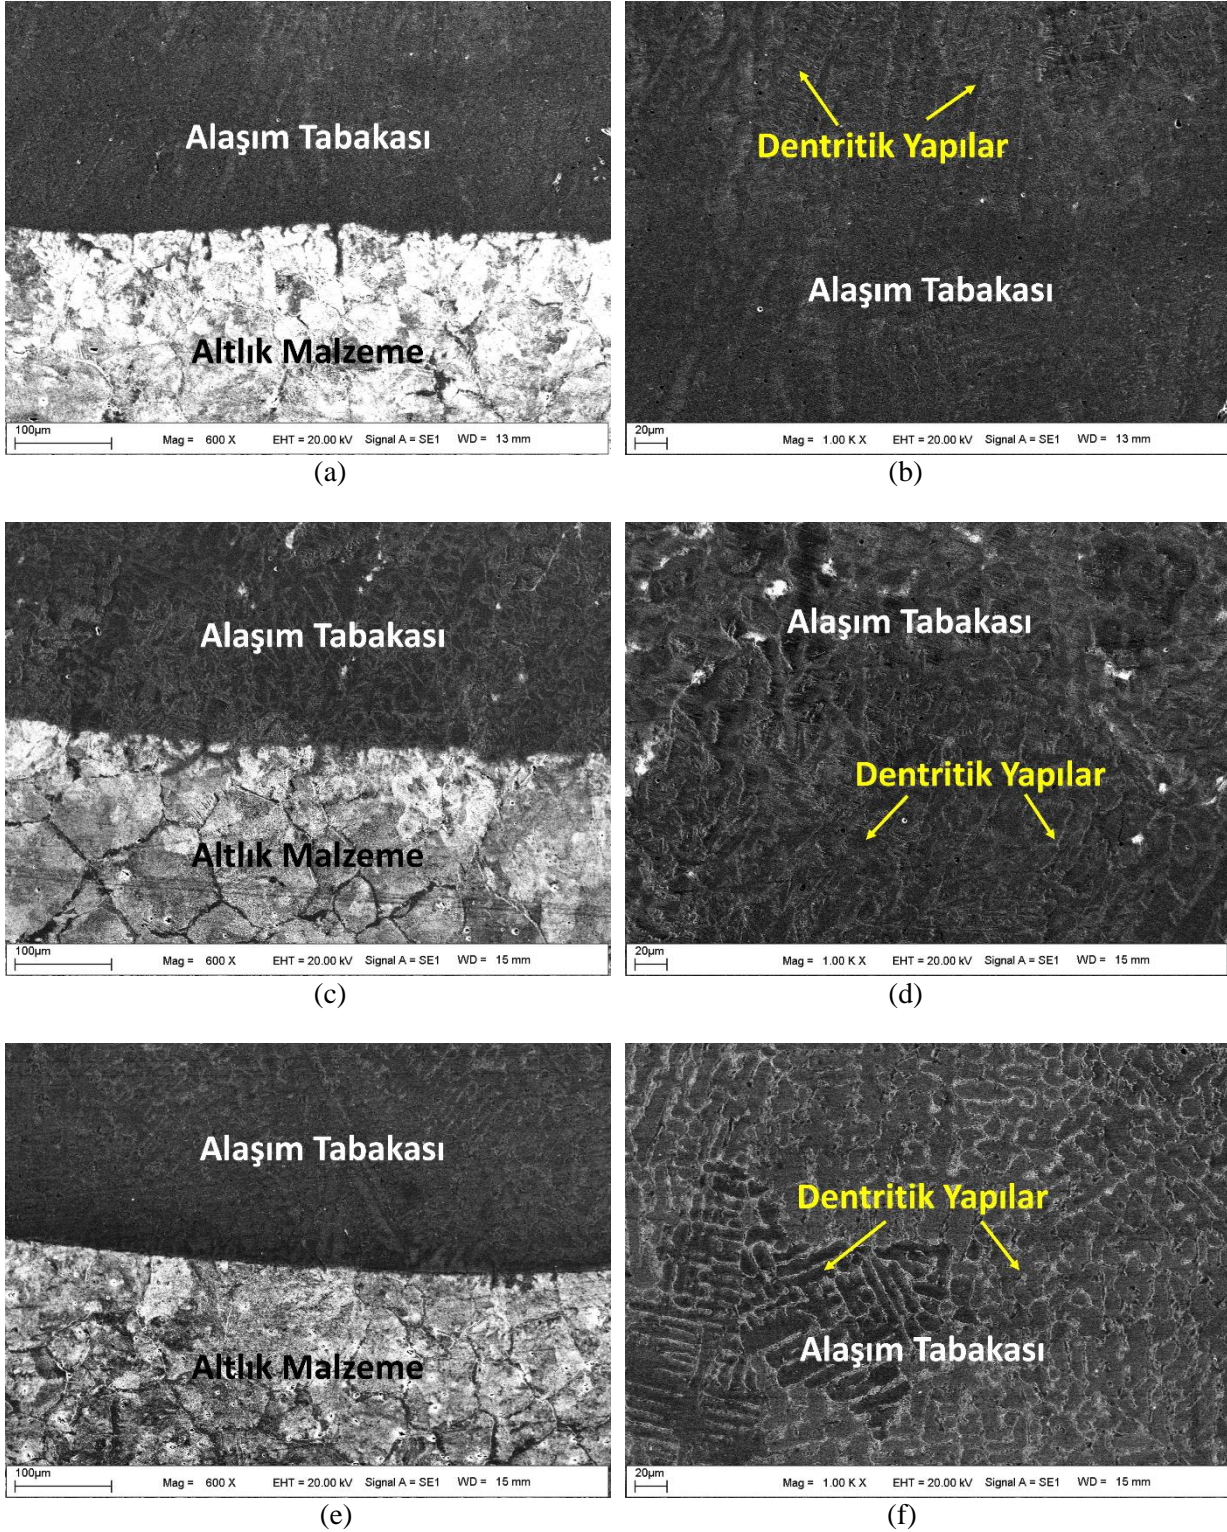 Alaşım Tabakası
Altlık Malzeme
100µm
Mag = 600 X EHT = 20.00 kV Signal A = SE1 WD = 13 mm
(a)
Dentritik Yapılar
Alaşım Tabakası
20µm
Mag = 1.00 K X EHT = 20.00 kV Signal A = SE1 WD = 13 mm
(b)
Alaşım Tabakası
Altlık Malzeme
100µm
Mag = 600 X EHT = 20.00 kV Signal A = SE1 WD = 15 mm
(c)
Alaşım Tabakası
Dentritik Yapılar
20µm
Mag = 1.00 K X EHT = 20.00 kV Signal A = SE1 WD = 15 mm
(d)
Alaşım Tabakası
Altlık Malzeme
100µm
Mag = 600 X EHT = 20.00 kV Signal A = SE1 WD = 15 mm
(e)
Dentritik Yapılar
Alaşım Tabakası
20µm
Mag = 1.00 K X EHT = 20.00 kV Signal A = SE1 WD = 15 mm
(f)